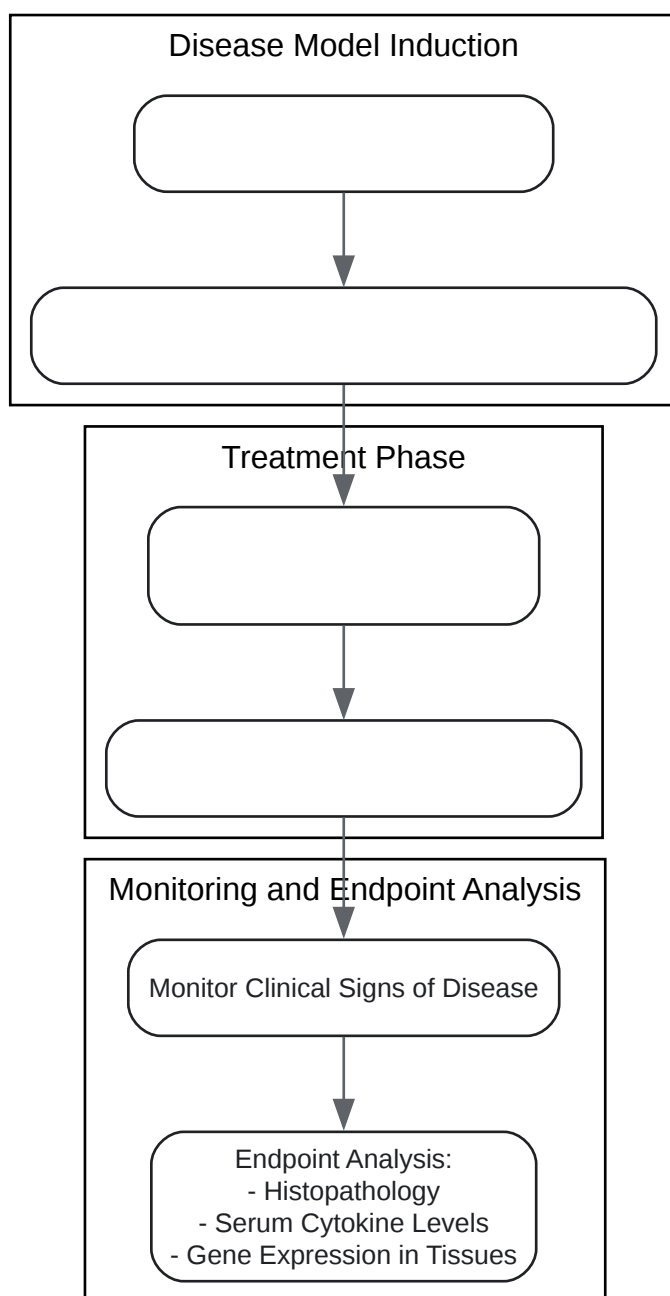 Disease Model Induction
Treatment Phase
Monitoring and Endpoint Analysis
Monitor Clinical Signs of Disease
Endpoint Analysis:
- Histopathology
- Serum Cytokine Levels
- Gene Expression in Tissues